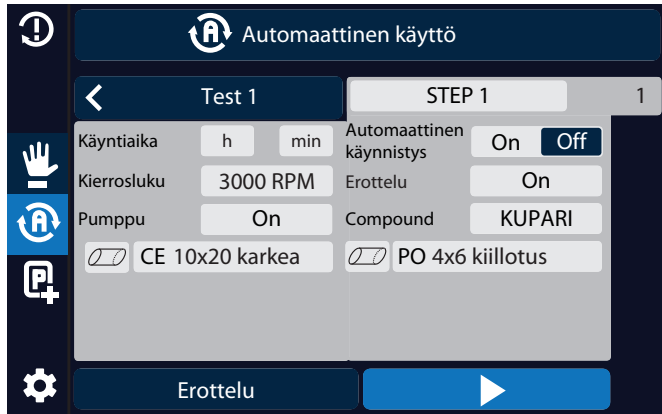 Automaattinen käyttö
Test 1
STEP 1
1
Käyntiaika h min
Automaattinen
käynnistys
On Off
Kierrosluku 3000 RPM
Erottelu On
Pumppu On
Compound KUPARI
CE 10x20 karkea
PO 4x6 kiillotus
Erottelu